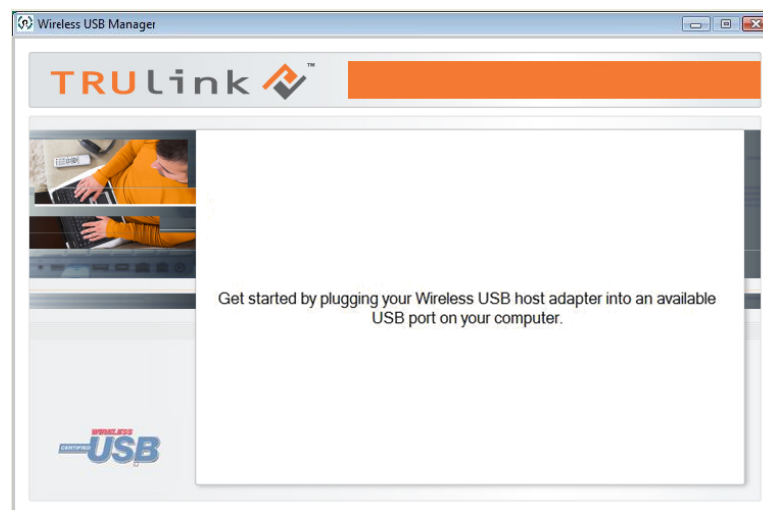 Wireless USB Manager
TRULink ™
Get started by plugging your Wireless USB host adapter into an available
USB port on your computer.
WIRELESS
CERTIFIED USB